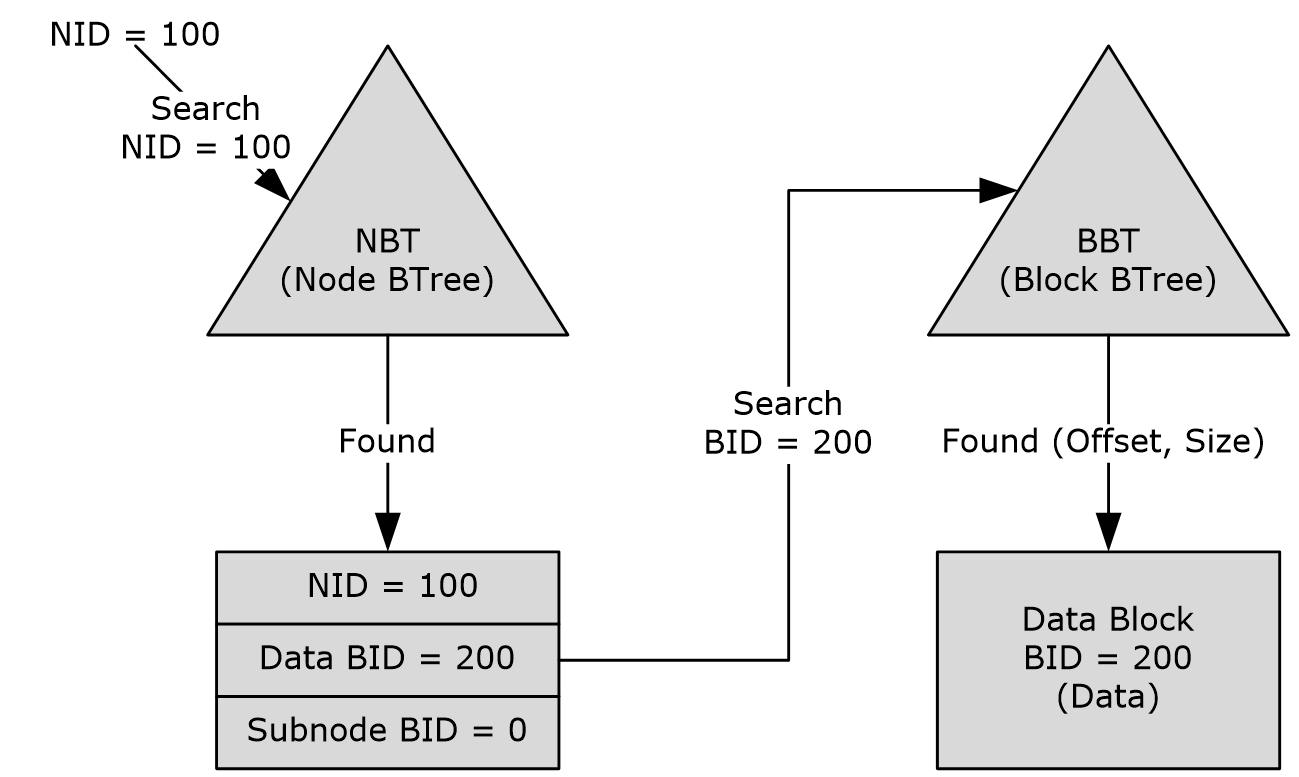 NID = 100
Search
NID = 100
NBT
(Node BTree)
Found
NID = 100
Data BID = 200
Subnode BID = 0
Search
BID = 200
BBT
(Block BTree)
Found (Offset, Size)
Data Block
BID = 200
(Data)